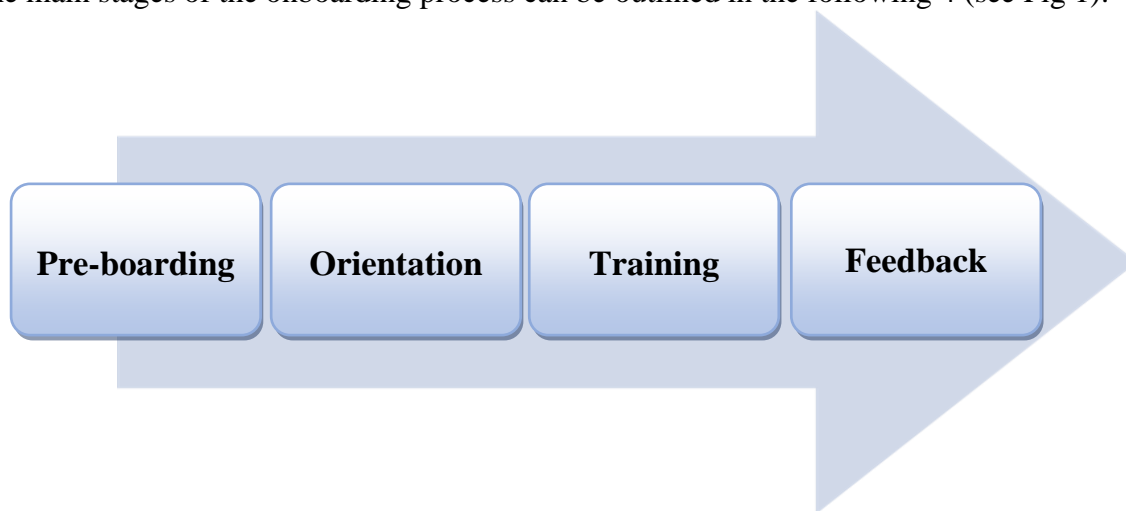 main stages of the onboarding process can be outlined in the following 4 (see Fig 1).
Pre-boarding
Orientation
Training
Feedback